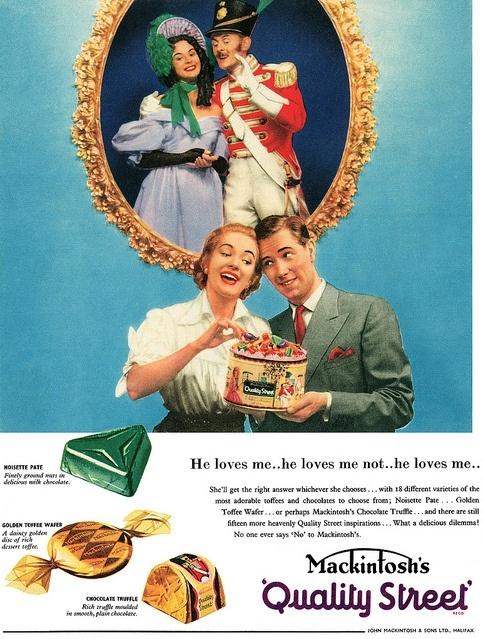 Quality Street
NOISETTE PATE
Finely ground nuts in
delicious milk chocolate.
GOLDEN TOFFEE WAFER
A dainty golden
disc of rich
dessert toffee.
CHOCOLATE TRUFFLE
Rich truffle moulded
in smooth, plain chocolate.
Quality Street
He loves me..he loves me not..he loves me..
She'll get the right answer whichever she chooses...with 18 different varieties of the
most adorable toffees and chocolates to choose from; Noisette Pate... Golden
Toffee Wafer...or perhaps Mackintosh's Chocolate Truffle...and there are still
fifteen more heavenly Quality Street inspirations... What a delicious dilemma!
No one ever says 'No' to Mackintosh's.
Mackintosh's
'Quality Street'
REGD
JOHN MACKINTOSH & SONS LTD., HALIFAX